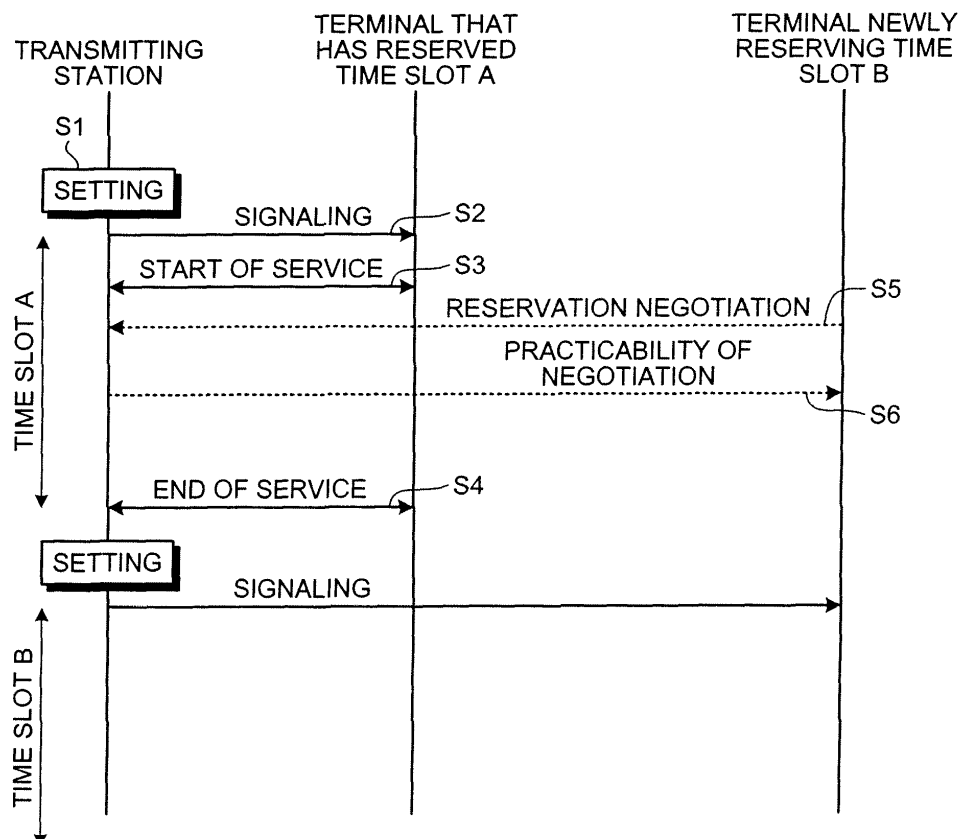 TRANSMITTING
STATION
TERMINAL THAT
HAS RESERVED
TIME SLOT A
TERMINAL NEWLY
RESERVING TIME
SLOT B
S1
SETTING
SIGNALING
S2
START OF SERVICE
S3
RESERVATION NEGOTIATION
S5
PRACTICABILITY OF
NEGOTIATION
S6
TIME SLOT A
END OF SERVICE
S4
SETTING
SIGNALING
TIME SLOT B